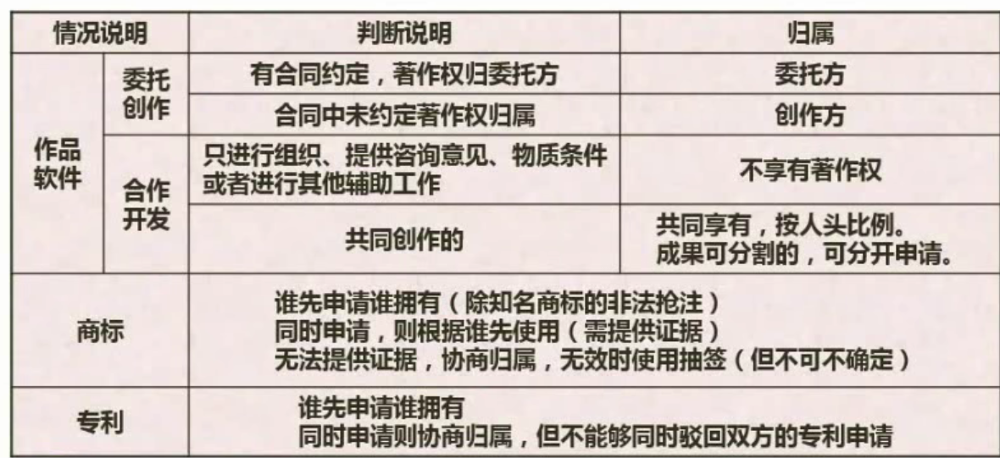 情况说明
判断说明
归属
作品
软件
委托
创作
有合同约定，著作权归委托方
委托方
合同中未约定著作权归属
创作方
合作
开发
只进行组织、提供咨询意见、物质条件
或者进行其他辅助工作
不享有著作权
共同创作的
共同享有，按人头比例。
成果可分割的，可分开申请。
商标
谁先申请谁拥有（除知名商标的非法抢注）
同时申请，则根据谁先使用（需提供证据）
无法提供证据，协商归属，无效时使用抽签（但不可不确定）
专利
谁先申请谁拥有
同时申请则协商归属，但不能够同时驳回双方的专利申请